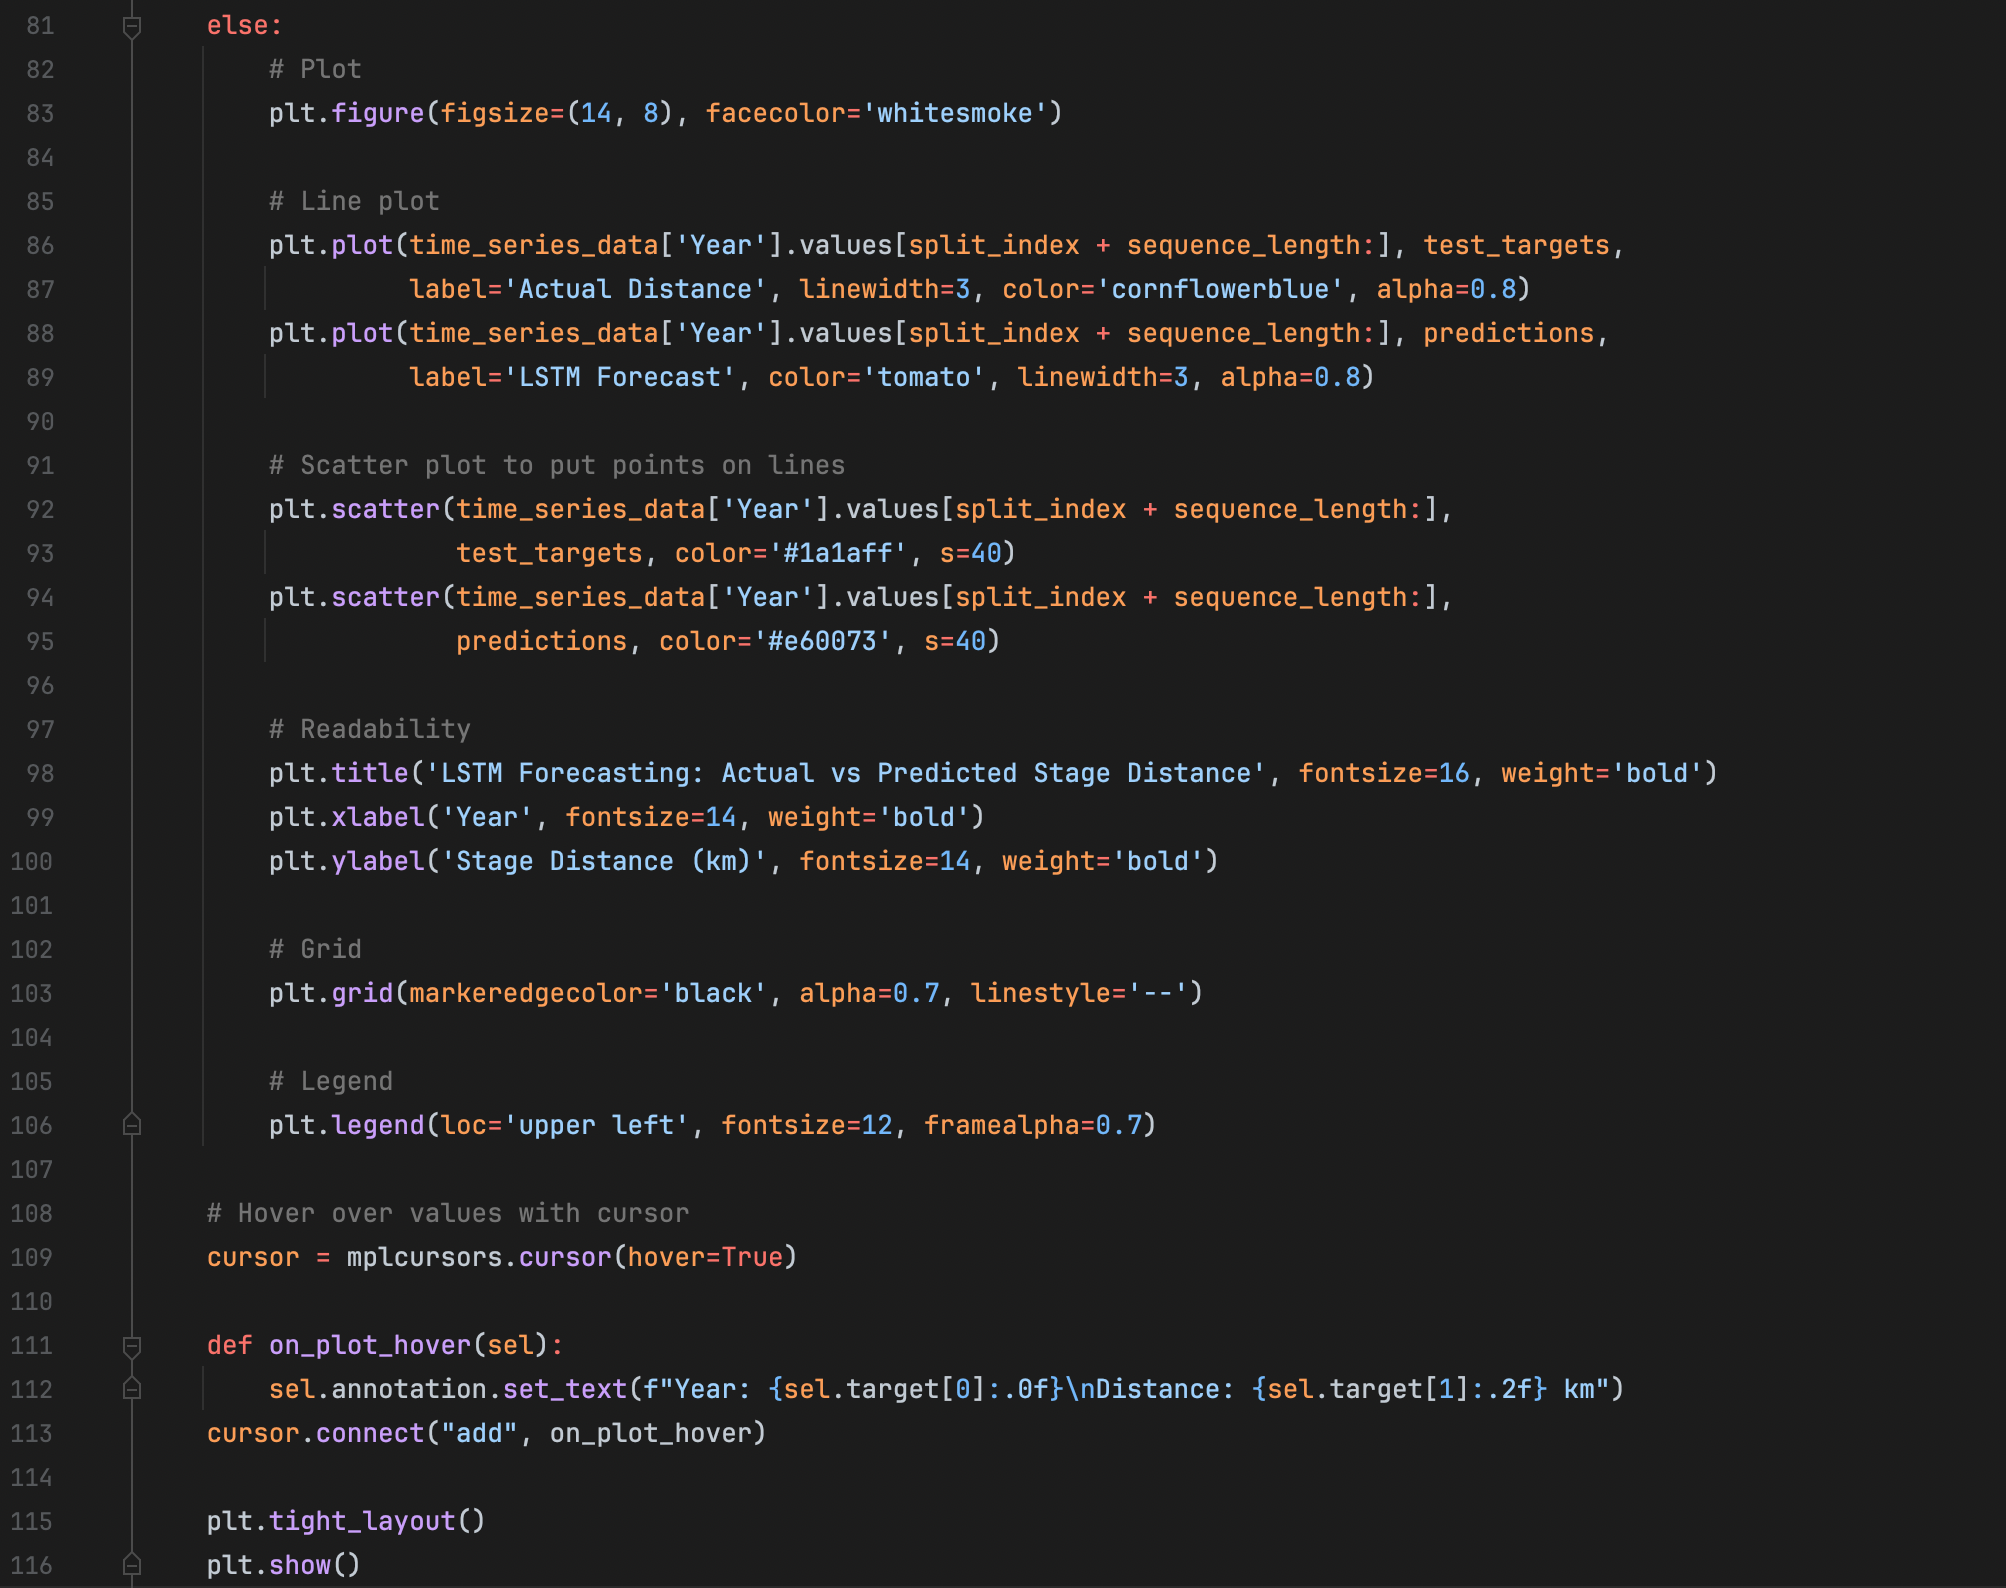 81 else:
82 # Plot
83 plt.figure(figsize=(14, 8), facecolor='whitesmoke')
84
85 # Line plot
86 plt.plot(time_series_data['Year'].values[split_index + sequence_length:], test_targets,
87 label='Actual Distance', linewidth=3, color='cornflowerblue', alpha=0.8)
88 plt.plot(time_series_data['Year'].values[split_index + sequence_length:], predictions,
89 label='LSTM Forecast', color='tomato', linewidth=3, alpha=0.8)
90
91 # Scatter plot to put points on lines
92 plt.scatter(time_series_data['Year'].values[split_index + sequence_length:],
93 test_targets, color='#1a1aff', s=40)
94 plt.scatter(time_series_data['Year'].values[split_index + sequence_length:],
95 predictions, color='#e60073', s=40)
96
97 # Readability
98 plt.title('LSTM Forecasting: Actual vs Predicted Stage Distance', fontsize=16, weight='bold')
99 plt.xlabel('Year', fontsize=14, weight='bold')
100 plt.ylabel('Stage Distance (km)', fontsize=14, weight='bold')
101
102 # Grid
103 plt.grid(markeredgecolor='black', alpha=0.7, linestyle='--')
104
105 # Legend
106 plt.legend(loc='upper left', fontsize=12, framealpha=0.7)
107
108 # Hover over values with cursor
109 cursor = mplcursors.cursor(hover=True)
110
111 def on_plot_hover(sel):
112 sel.annotation.set_text(f"Year: {sel.target[0]:.0f}\nDistance: {sel.target[1]:.2f} km")
113 cursor.connect("add", on_plot_hover)
114
115 plt.tight_layout()
116 plt.show()